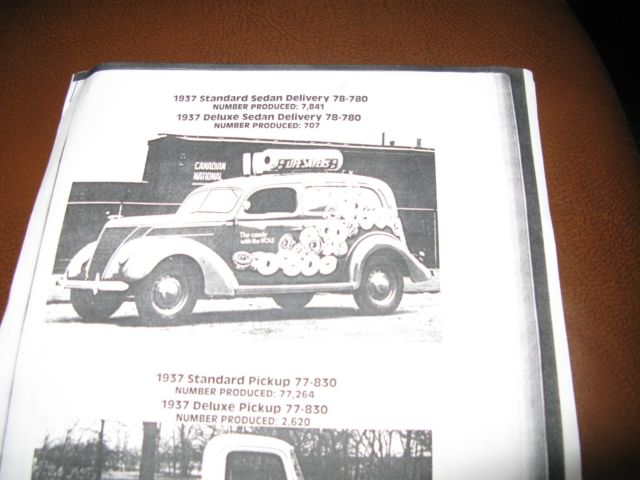 1937 Standard Sedan Delivery 78-780
NUMBER PRODUCED: 7,841
1937 Deluxe Sedan Delivery 78-780
NUMBER PRODUCED: 707
CANADIAN
NATIONAL
LIFE SAVERS
The candy
with the HOLE
1937 Standard Pickup 77-830
NUMBER PRODUCED: 77,264
1937 Deluxe Pickup 77-830
NUMBER PRODUCED: 2,620